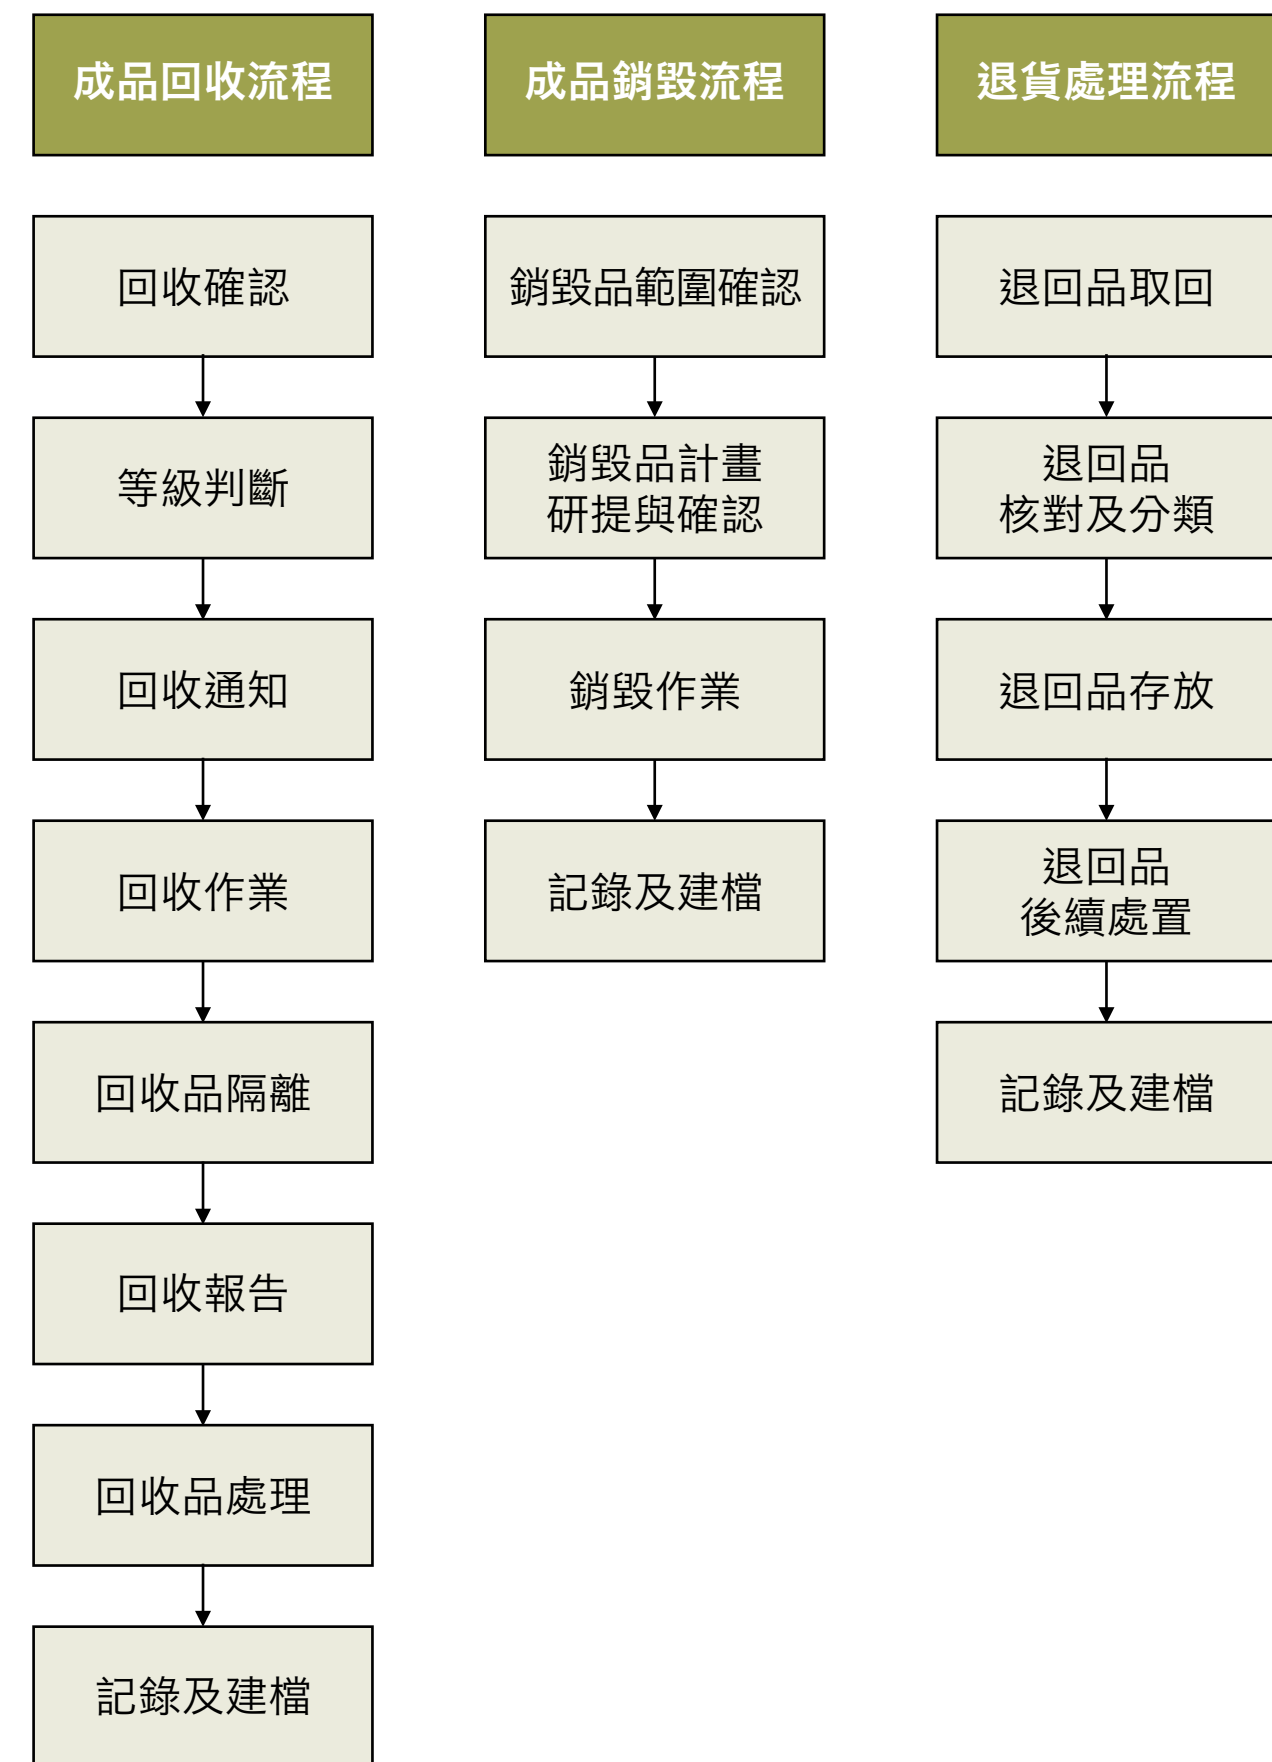 成品回收流程
回收確認
等級判斷
回收通知
回收作業
回收品隔離
回收報告
回收品處理
記錄及建檔
成品銷毀流程
銷毀品範圍確認
銷毀品計畫
研提與確認
銷毀作業
記錄及建檔
退貨處理流程
退回品取回
退回品
核對及分類
退回品存放
退回品
後續處置
記錄及建檔